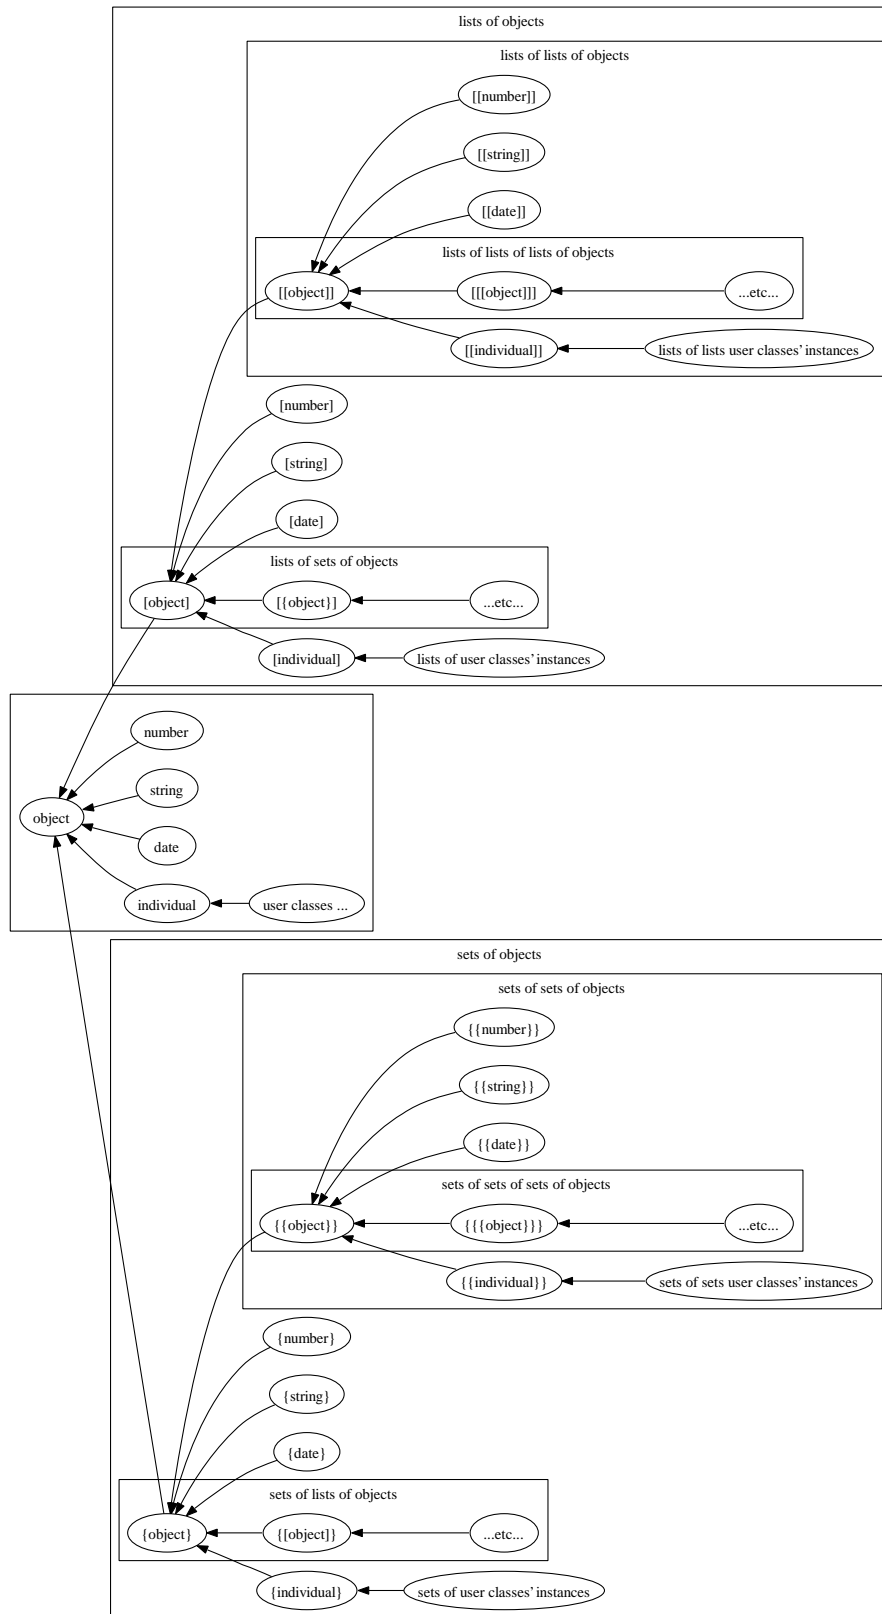 lists of objects
lists of lists of objects
[[number]]
[[string]]
[[date]]
lists of lists of lists of objects
[[object]] [[[object]]] ...etc...
[[individual]] lists of lists user classes' instances
[number]
[string]
[date]
lists of sets of objects
[object] [{object}] ...etc...
[individual] lists of user classes' instances
number
string
object
date
individual user classes ...
sets of objects
sets of sets of objects
{{number}}
{{string}}
{{date}}
sets of sets of sets of objects
{{object}} {{{object}}} ...etc...
{{individual}} sets of sets user classes' instances
{number}
{string}
{date}
sets of lists of objects
{object} {[object]} ...etc...
{individual} sets of user classes' instances